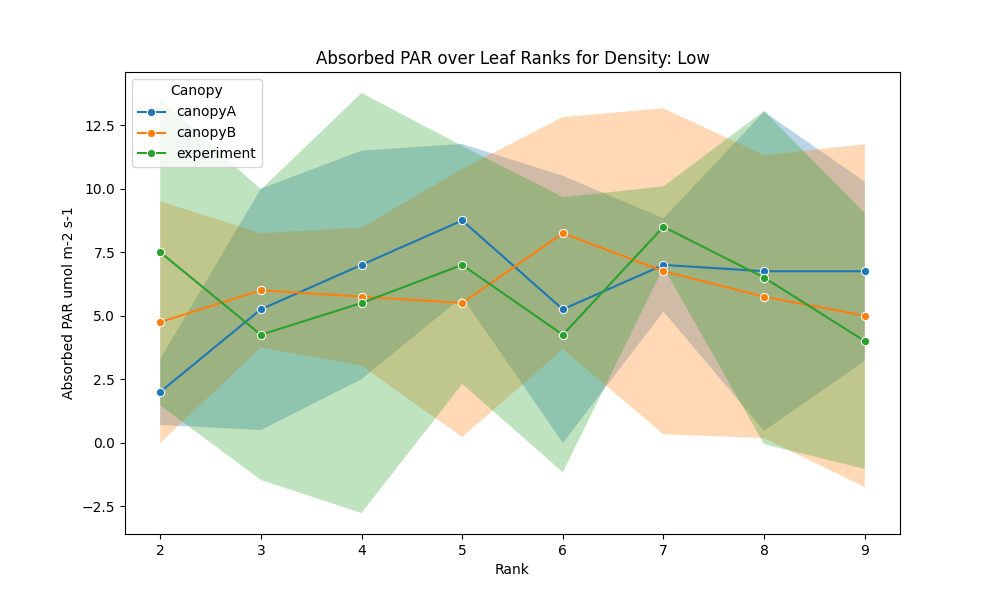 Absorbed PAR over Leaf Ranks for Density: Low
Canopy
canopyA
canopyB
experiment
12.5
10.0
7.5
5.0
2.5
0.0
−2.5
Absorbed PAR umol m-2 s-1
2 3 4 5 6 7 8 9
Rank